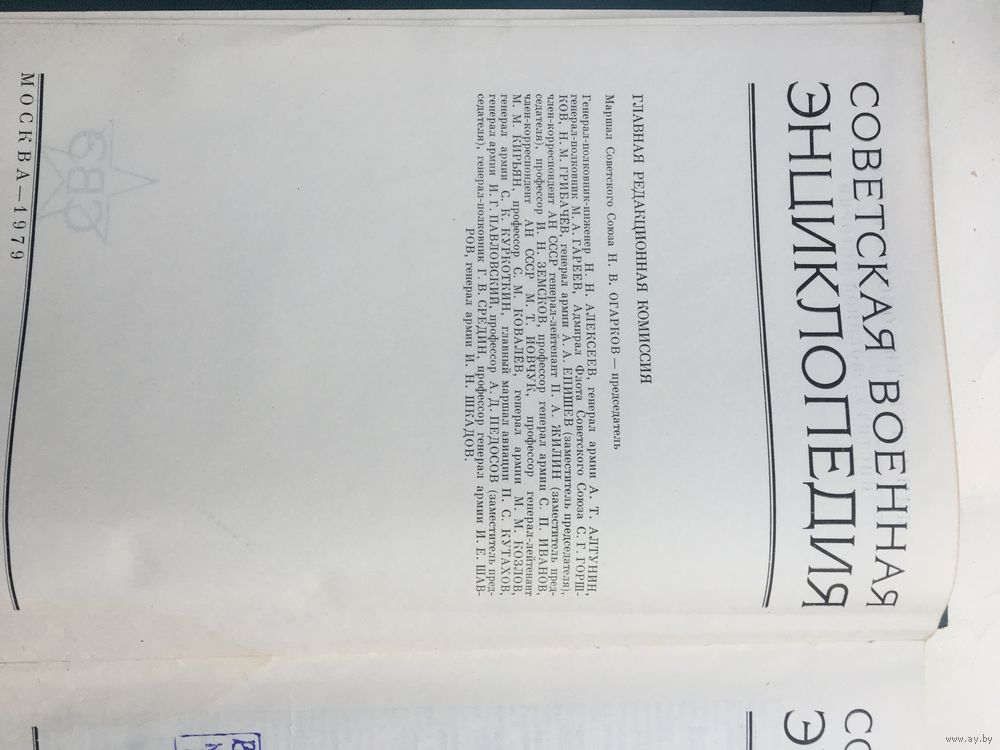 СОВЕТСКАЯ ВОЕННАЯ
ЭНЦИКЛОПЕДИЯ
ГЛАВНАЯ РЕДАКЦИОННАЯ КОМИССИЯ
Маршал Советского Союза Н. В. ОГАРКОВ — председатель
Генерал-полковник-инженер Н. Н. АЛЕКСЕЕВ, генерал армии А. Т. АЛТУНИН,
генерал-полковник М. А. ГАРЕЕВ, Адмирал Флота Советского Союза С. Г. ГОРШ-
КОВ, Н. М. ГРИБАЧЁВ, генерал армии А. А. ЕПИШЕВ (заместитель председателя),
член-корреспондент АН СССР генерал-лейтенант П. А. ЖИЛИН (заместитель пред-
седателя), профессор И. Н. ЗЕМСКОВ, профессор генерал армии С. П. ИВАНОВ,
член-корреспондент АН СССР М. Т. ИОВЧУК, профессор генерал-лейтенант
М. М. КИРЬЯН, профессор С. М. КОВАЛЁВ, генерал армии М. М. КОЗЛОВ,
генерал армии С. К. КУРКОТКИН, главный маршал авиации П. С. КУТАХОВ,
генерал армии И. Г. ПАВЛОВСКИЙ, профессор А. Д. ПЕДОСОВ (заместитель пред-
седателя), генерал-полковник Г. В. СРЕДИН, профессор генерал армии И. Е. ШАВ-
РОВ, генерал армии И. Н. ШКАДОВ.
МОСКВА—1979
СВЭ
СО
Э
www.ay.by